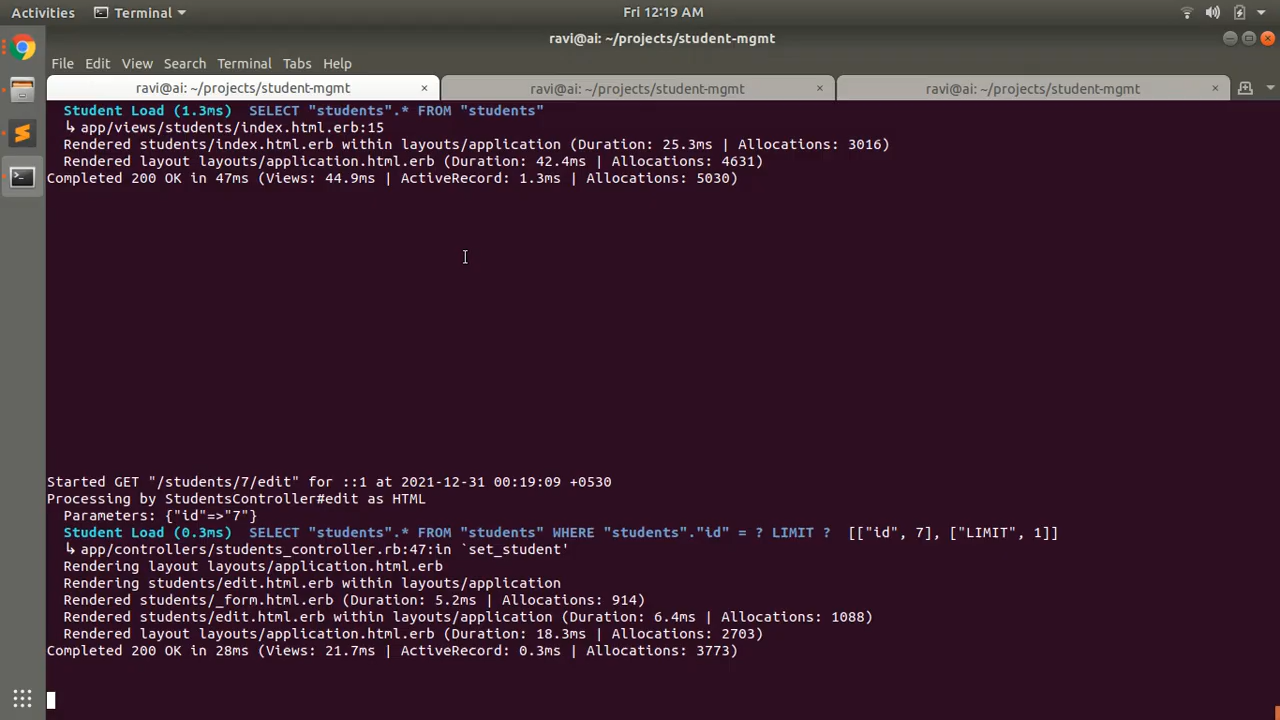 Activities Terminal Fri 12:19 AM
ravi@ai: ~/projects/student-mgmt
File Edit View Search Terminal Tabs Help
ravi@ai: ~/projects/student-mgmt × ravi@ai: ~/projects/student-mgmt × ravi@ai: ~/projects/student-mgmt ×
Student Load (1.3ms)  SELECT "students".* FROM "students"
↳ app/views/students/index.html.erb:15
Rendered students/index.html.erb within layouts/application (Duration: 25.3ms | Allocations: 3016)
Rendered layout layouts/application.html.erb (Duration: 42.4ms | Allocations: 4631)
Completed 200 OK in 47ms (Views: 44.9ms | ActiveRecord: 1.3ms | Allocations: 5030)
Started GET "/students/7/edit" for ::1 at 2021-12-31 00:19:09 +0530
Processing by StudentsController#edit as HTML
Parameters: {"id"=>"7"}
Student Load (0.3ms)  SELECT "students".* FROM "students" WHERE "students"."id" = ? LIMIT ?  [["id", 7], ["LIMIT", 1]]
↳ app/controllers/students_controller.rb:47:in `set_student'
Rendering layout layouts/application.html.erb
Rendering students/edit.html.erb within layouts/application
Rendered students/_form.html.erb (Duration: 5.2ms | Allocations: 914)
Rendered students/edit.html.erb within layouts/application (Duration: 6.4ms | Allocations: 1088)
Rendered layout layouts/application.html.erb (Duration: 18.3ms | Allocations: 2703)
Completed 200 OK in 28ms (Views: 21.7ms | ActiveRecord: 0.3ms | Allocations: 3773)